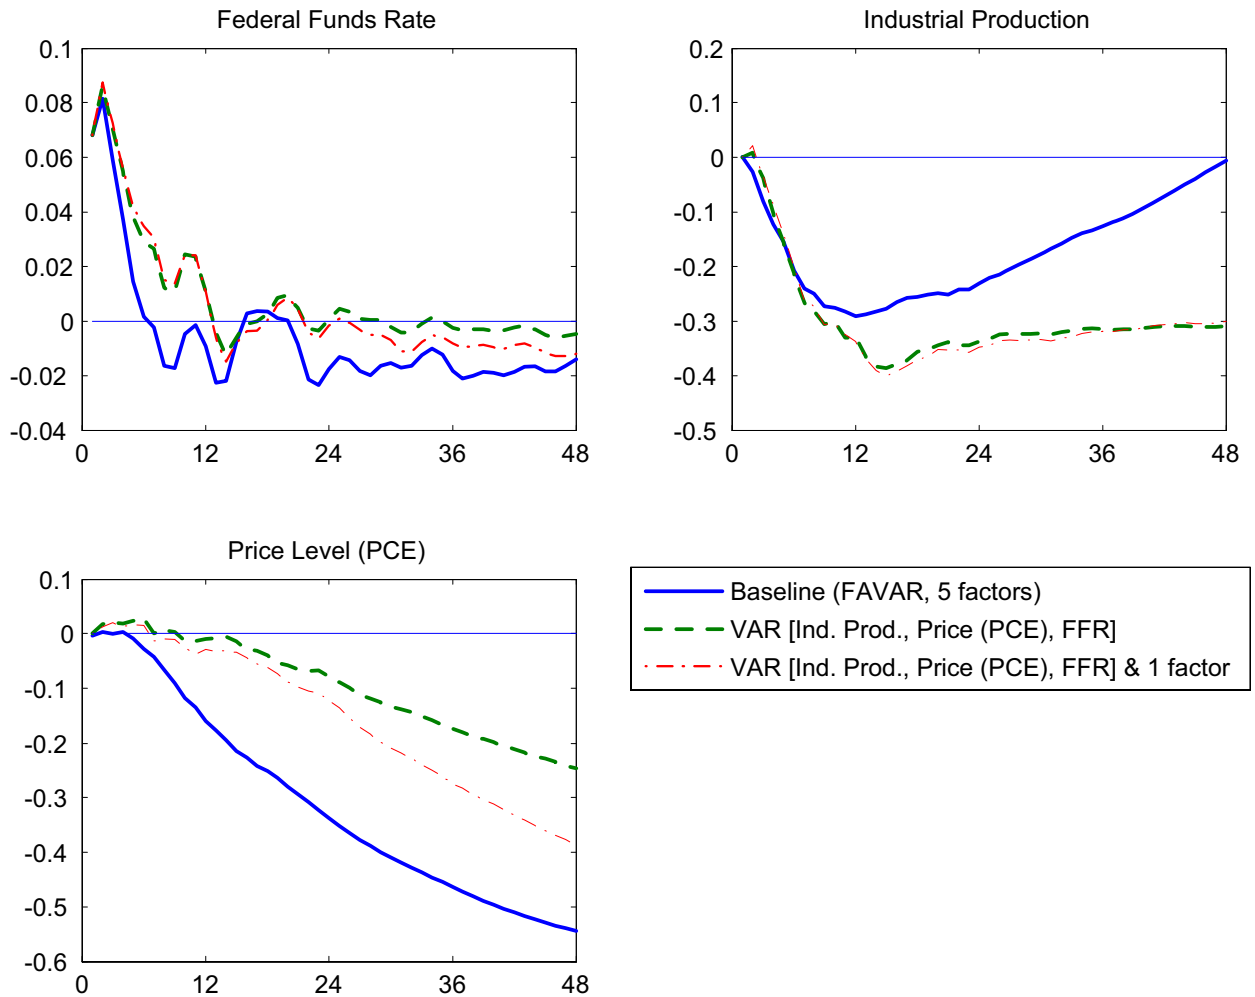 Federal Funds Rate
0.1
0.08
0.06
0.04
0.02
0
-0.02
-0.04
0 12 24 36 48
Industrial Production
0.2
0.1
0
-0.1
-0.2
-0.3
-0.4
-0.5
0 12 24 36 48
Price Level (PCE)
0.1
0
-0.1
-0.2
-0.3
-0.4
-0.5
-0.6
0 12 24 36 48
Baseline (FAVAR, 5 factors)
VAR [Ind. Prod., Price (PCE), FFR]
VAR [Ind. Prod., Price (PCE), FFR] & 1 factor